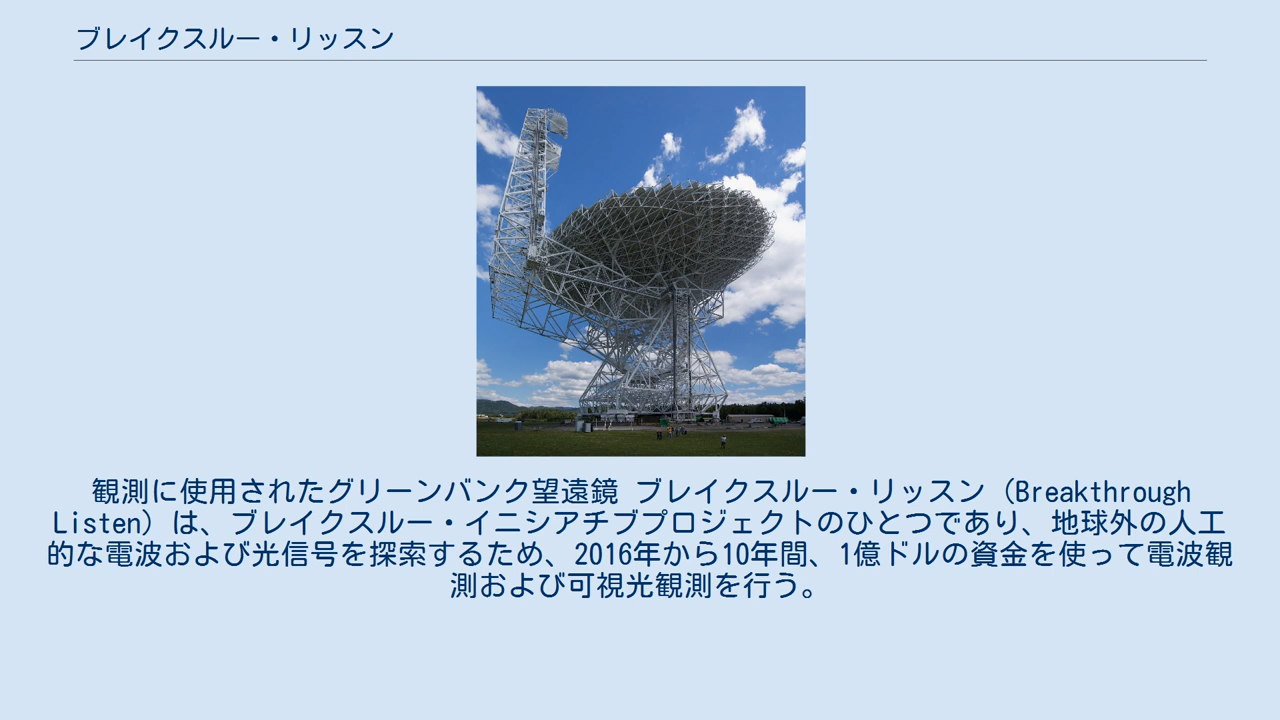 ブレイクスルー・リッスン
観測に使用されたグリーンバンク望遠鏡 ブレイクスルー・リッスン（Breakthrough
Listen）は、ブレイクスルー・イニシアチブプロジェクトのひとつであり、地球外の人工
的な電波および光信号を探索するため、2016年から10年間、1億ドルの資金を使って電波観
測および可視光観測を行う。